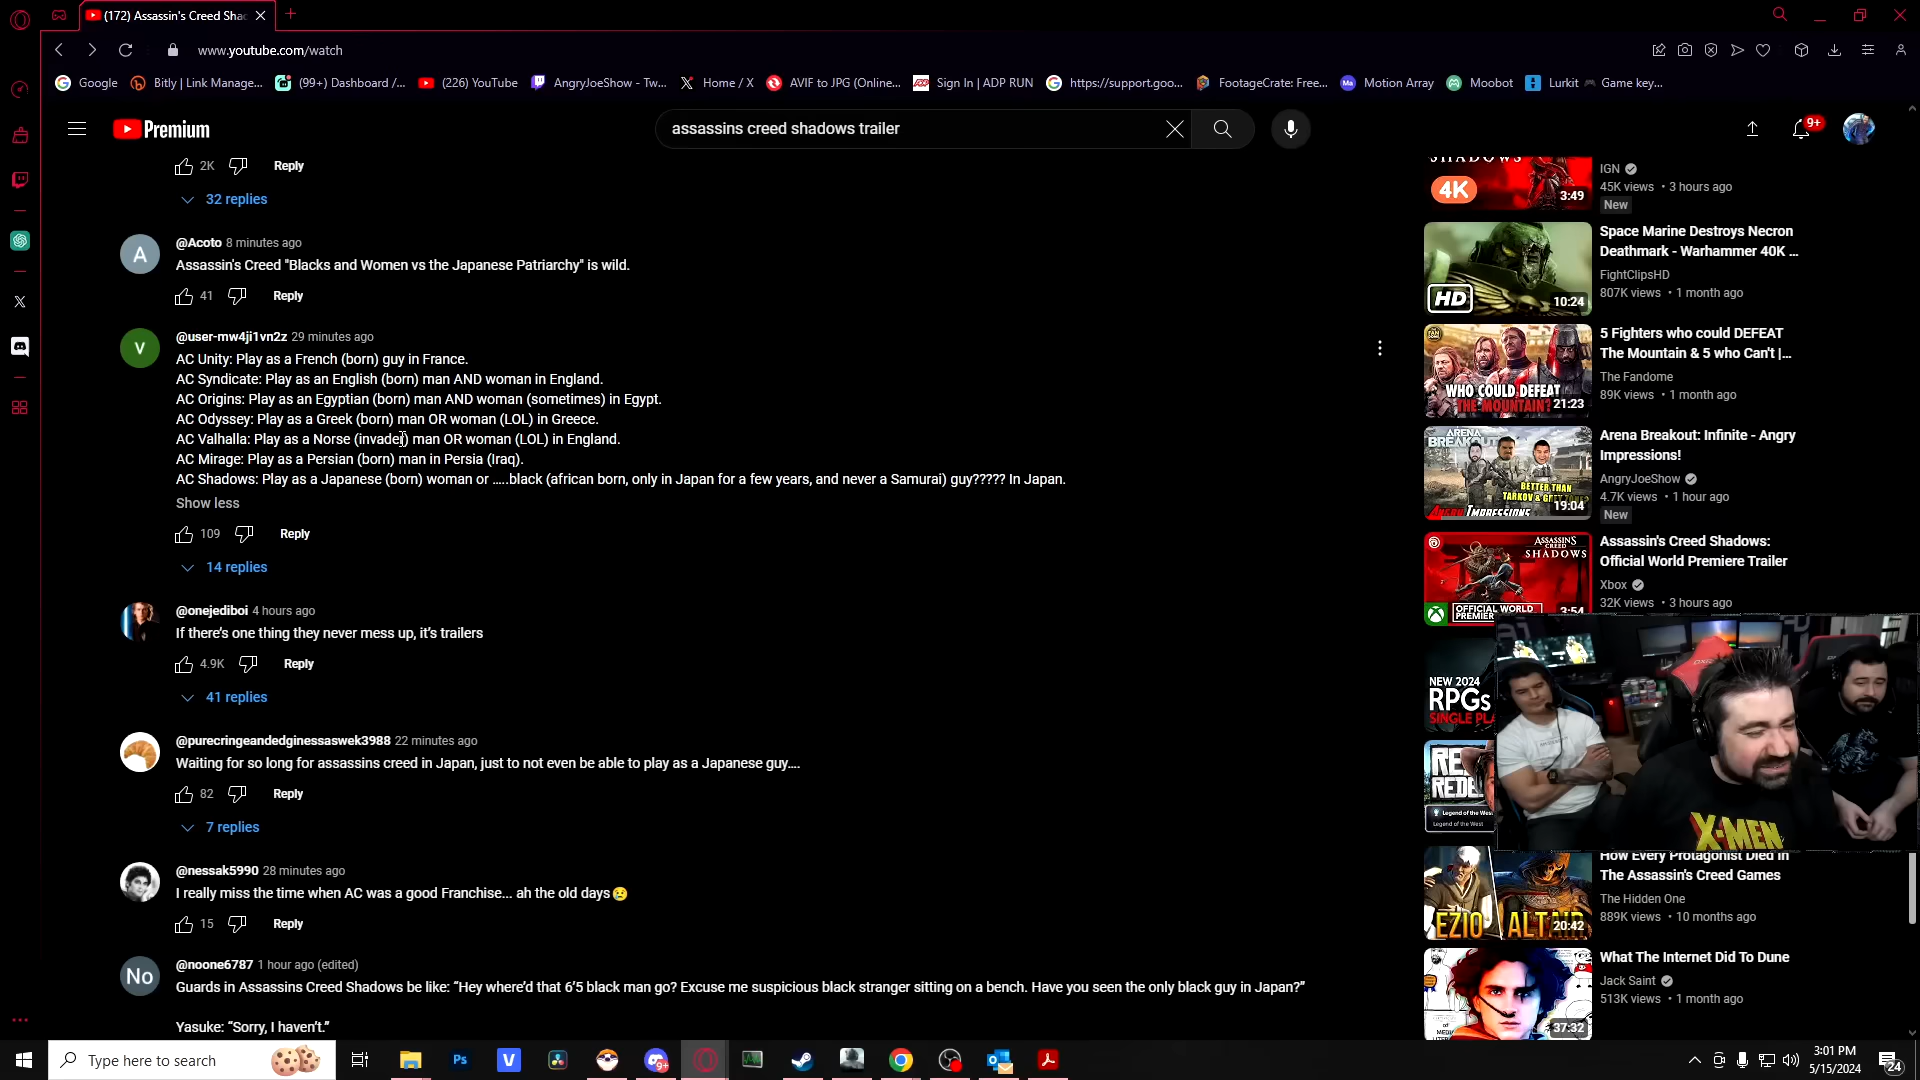 (172) Assassin's Creed Shac
www.youtube.com/watch
Google
Bitly | Link Manage...
(99+) Dashboard /...
(226) YouTube
AngryJoeShow - Tw...
Home / X
AVIF to JPG (Online...
Sign In | ADP RUN
https://support.goo...
FootageCrate: Free...
Motion Array
Moobot
Lurkit 🎮 Game key...
Premium
assassins creed shadows trailer
9+
2K
Reply
32 replies
@Acoto 8 minutes ago
Assassin's Creed "Blacks and Women vs the Japanese Patriarchy" is wild.
41
Reply
@user-mw4ji1vn2z 29 minutes ago
AC Unity: Play as a French (born) guy in France.
AC Syndicate: Play as an English (born) man AND woman in England.
AC Origins: Play as an Egyptian (born) man AND woman (sometimes) in Egypt.
AC Odyssey: Play as a Greek (born) man OR woman (LOL) in Greece.
AC Valhalla: Play as a Norse (invader) man OR woman (LOL) in England.
AC Mirage: Play as a Persian (born) man in Persia (Iraq).
AC Shadows: Play as a Japanese (born) woman or .....black (african born, only in Japan for a few years, and never a Samurai) guy????? In Japan.
Show less
109
Reply
14 replies
@onejediboi 4 hours ago
If there's one thing they never mess up, it's trailers
4.9K
Reply
41 replies
@purecringeandedginessaswek3988 22 minutes ago
Waiting for so long for assassins creed in Japan, just to not even be able to play as a Japanese guy....
82
Reply
7 replies
@nessak5990 28 minutes ago
I really miss the time when AC was a good Franchise... ah the old days😢
15
Reply
No
@noone6787 1 hour ago (edited)
Guards in Assassins Creed Shadows be like: “Hey where’d that 6’5 black man go? Excuse me suspicious black stranger sitting on a bench. Have you seen the only black guy in Japan?”
Yasuke: “Sorry, I haven’t.”
SHADOWS
4K
3:49
IGN
45K views • 3 hours ago
New
HD
10:24
Space Marine Destroys Necron
Deathmark - Warhammer 40K ...
FightClipsHD
807K views • 1 month ago
WHO COULD DEFEAT
THE MOUNTAIN?
21:23
5 Fighters who could DEFEAT
The Mountain & 5 who Can't |...
The Fandome
89K views • 1 month ago
ARENA
BREAKOUT
BETTER THAN
ANGRY IMPRESSIONS
19:04
Arena Breakout: Infinite - Angry
Impressions!
AngryJoeShow
4.7K views • 1 hour ago
New
ASSASSIN'S CREED
SHADOWS
OFFICIAL WORLD
PREMIERE
3:54
Assassin's Creed Shadows:
Official World Premiere Trailer
Xbox
32K views • 3 hours ago
NEW 2024
RPGs
Legend of the West
X-MEN
EZIO
20:42
How Every Protagonist Died In
The Assassin's Creed Games
The Hidden One
889K views • 10 months ago
37:32
What The Internet Did To Dune
Jack Saint
513K views • 1 month ago
Type here to search
3:01 PM
5/15/2024
24